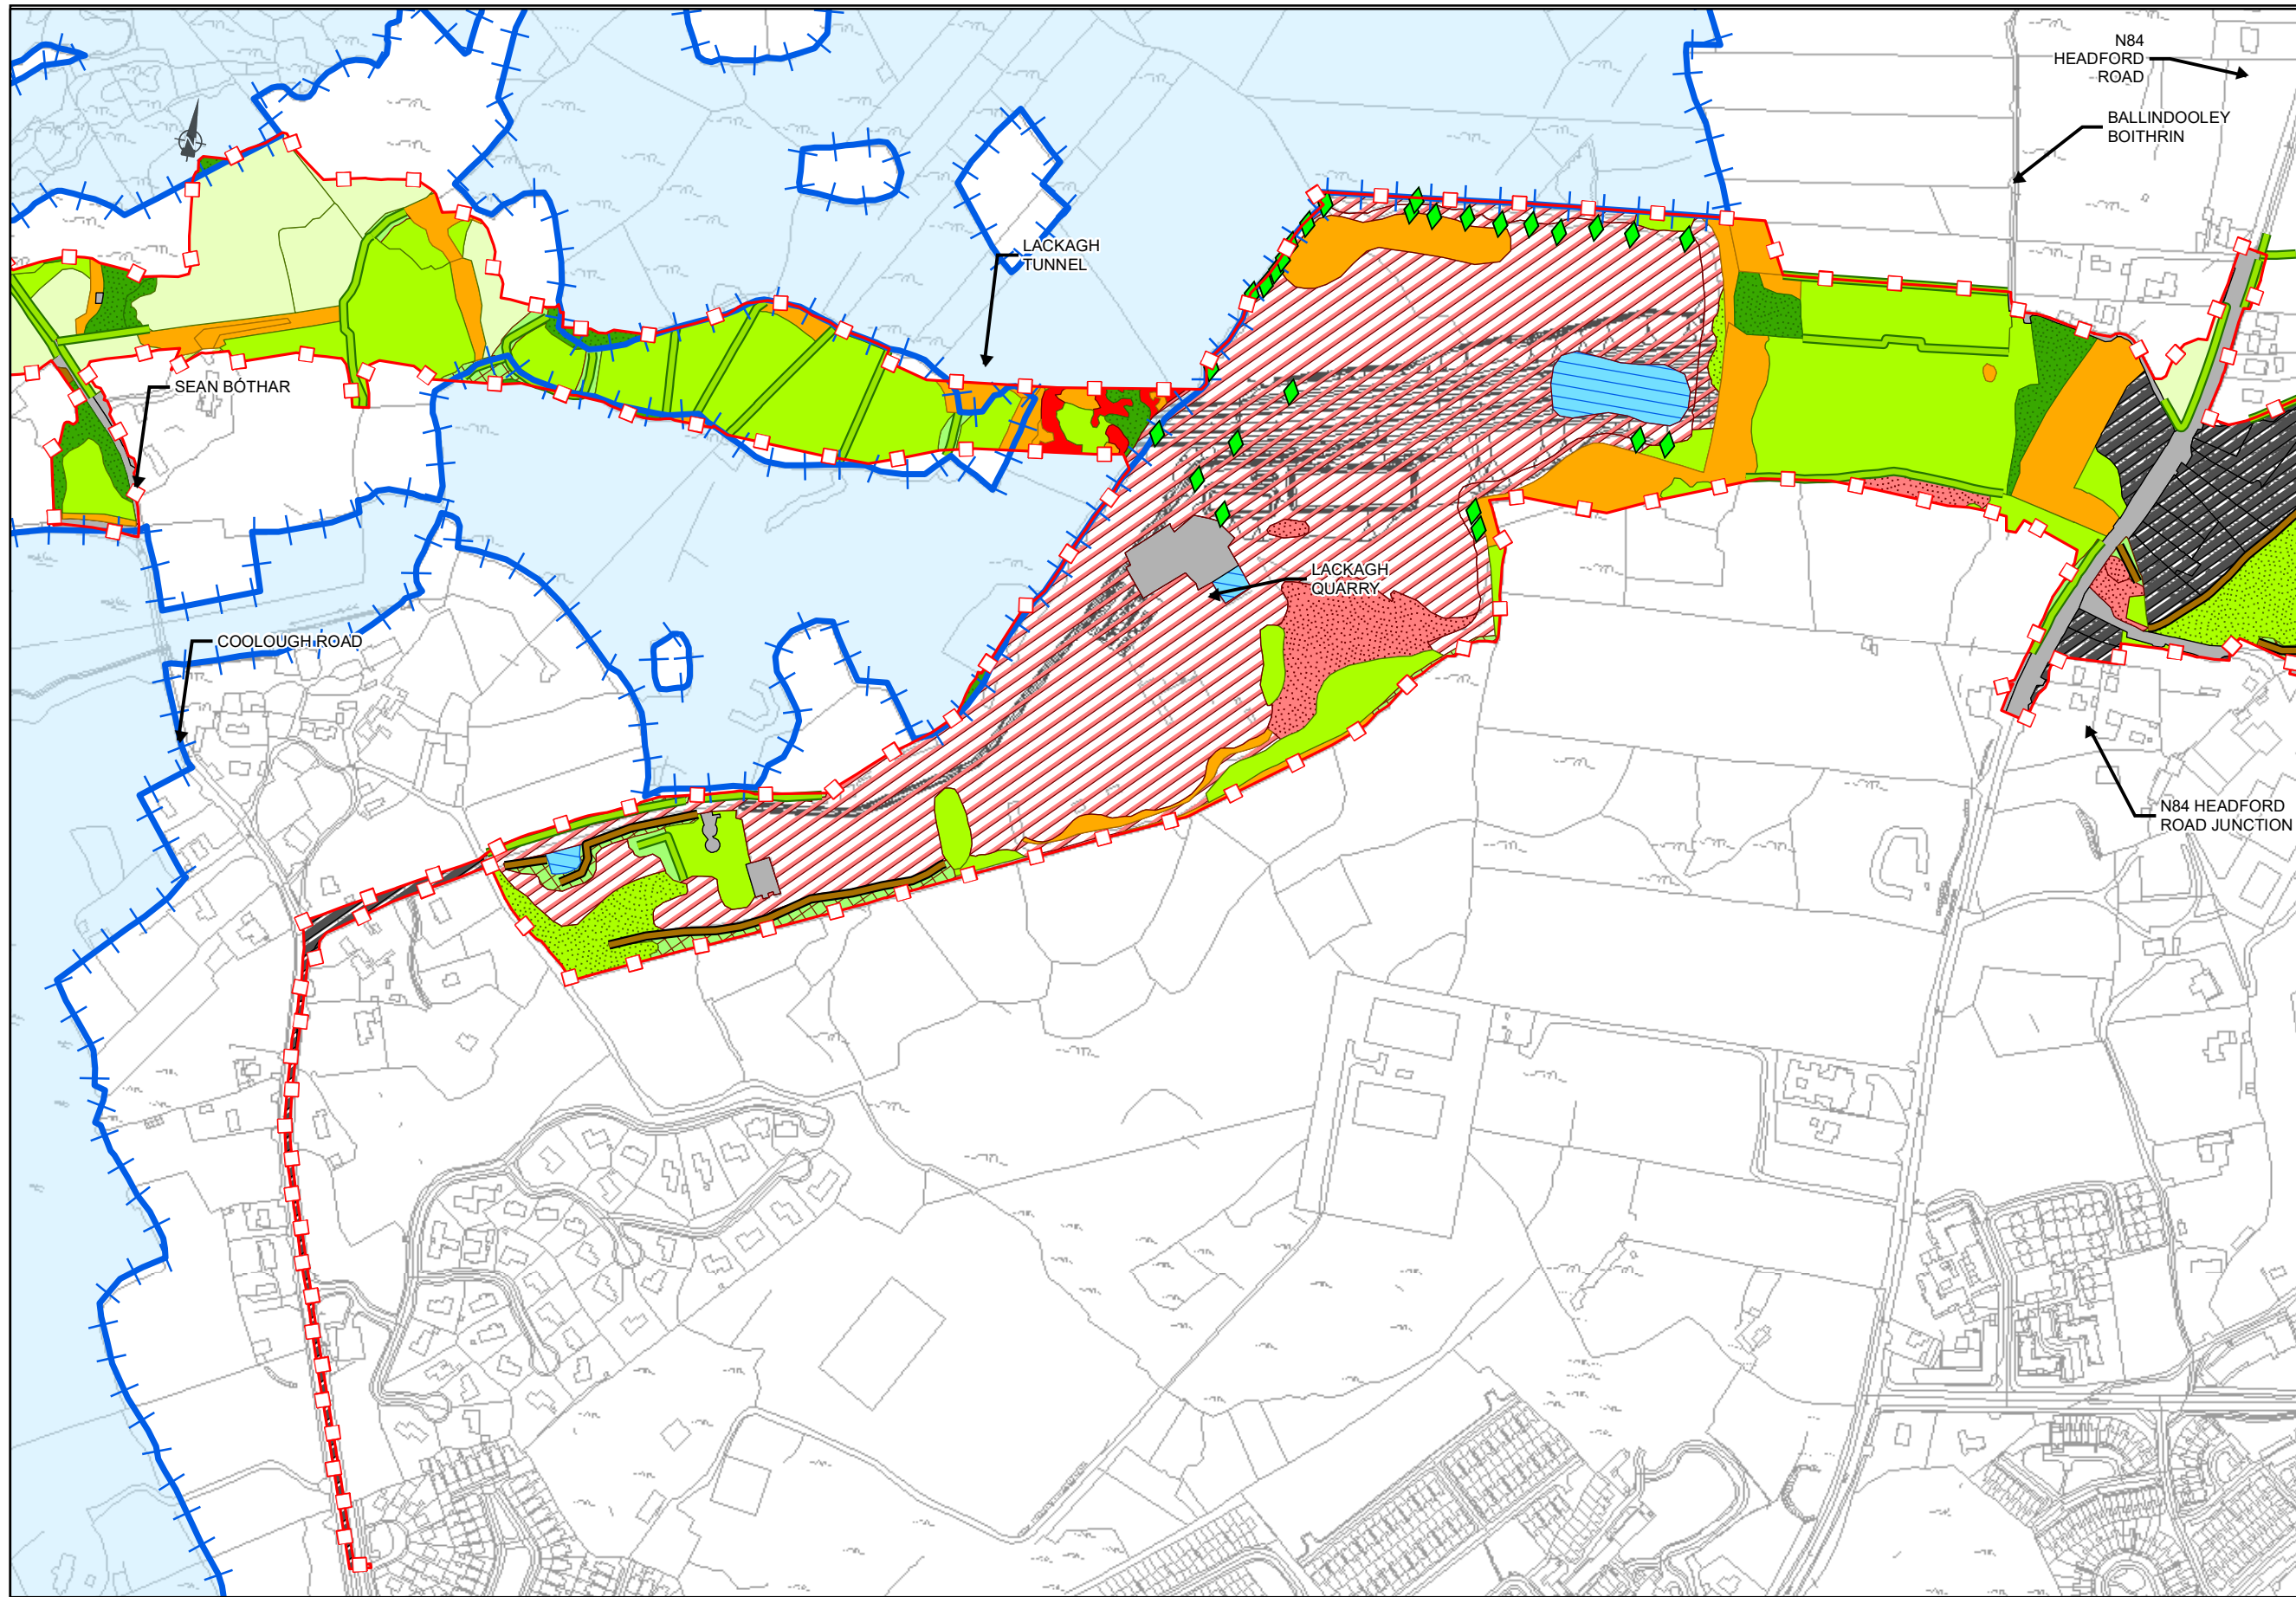 N84
HEADFORD
ROAD
BALLINDOOLEY
BOITHRIN
N
LACKAGH
TUNNEL
SEAN BÓTHAR
LACKAGH
QUARRY
COOLOUGH ROAD
N84 HEADFORD
ROAD JUNCTION